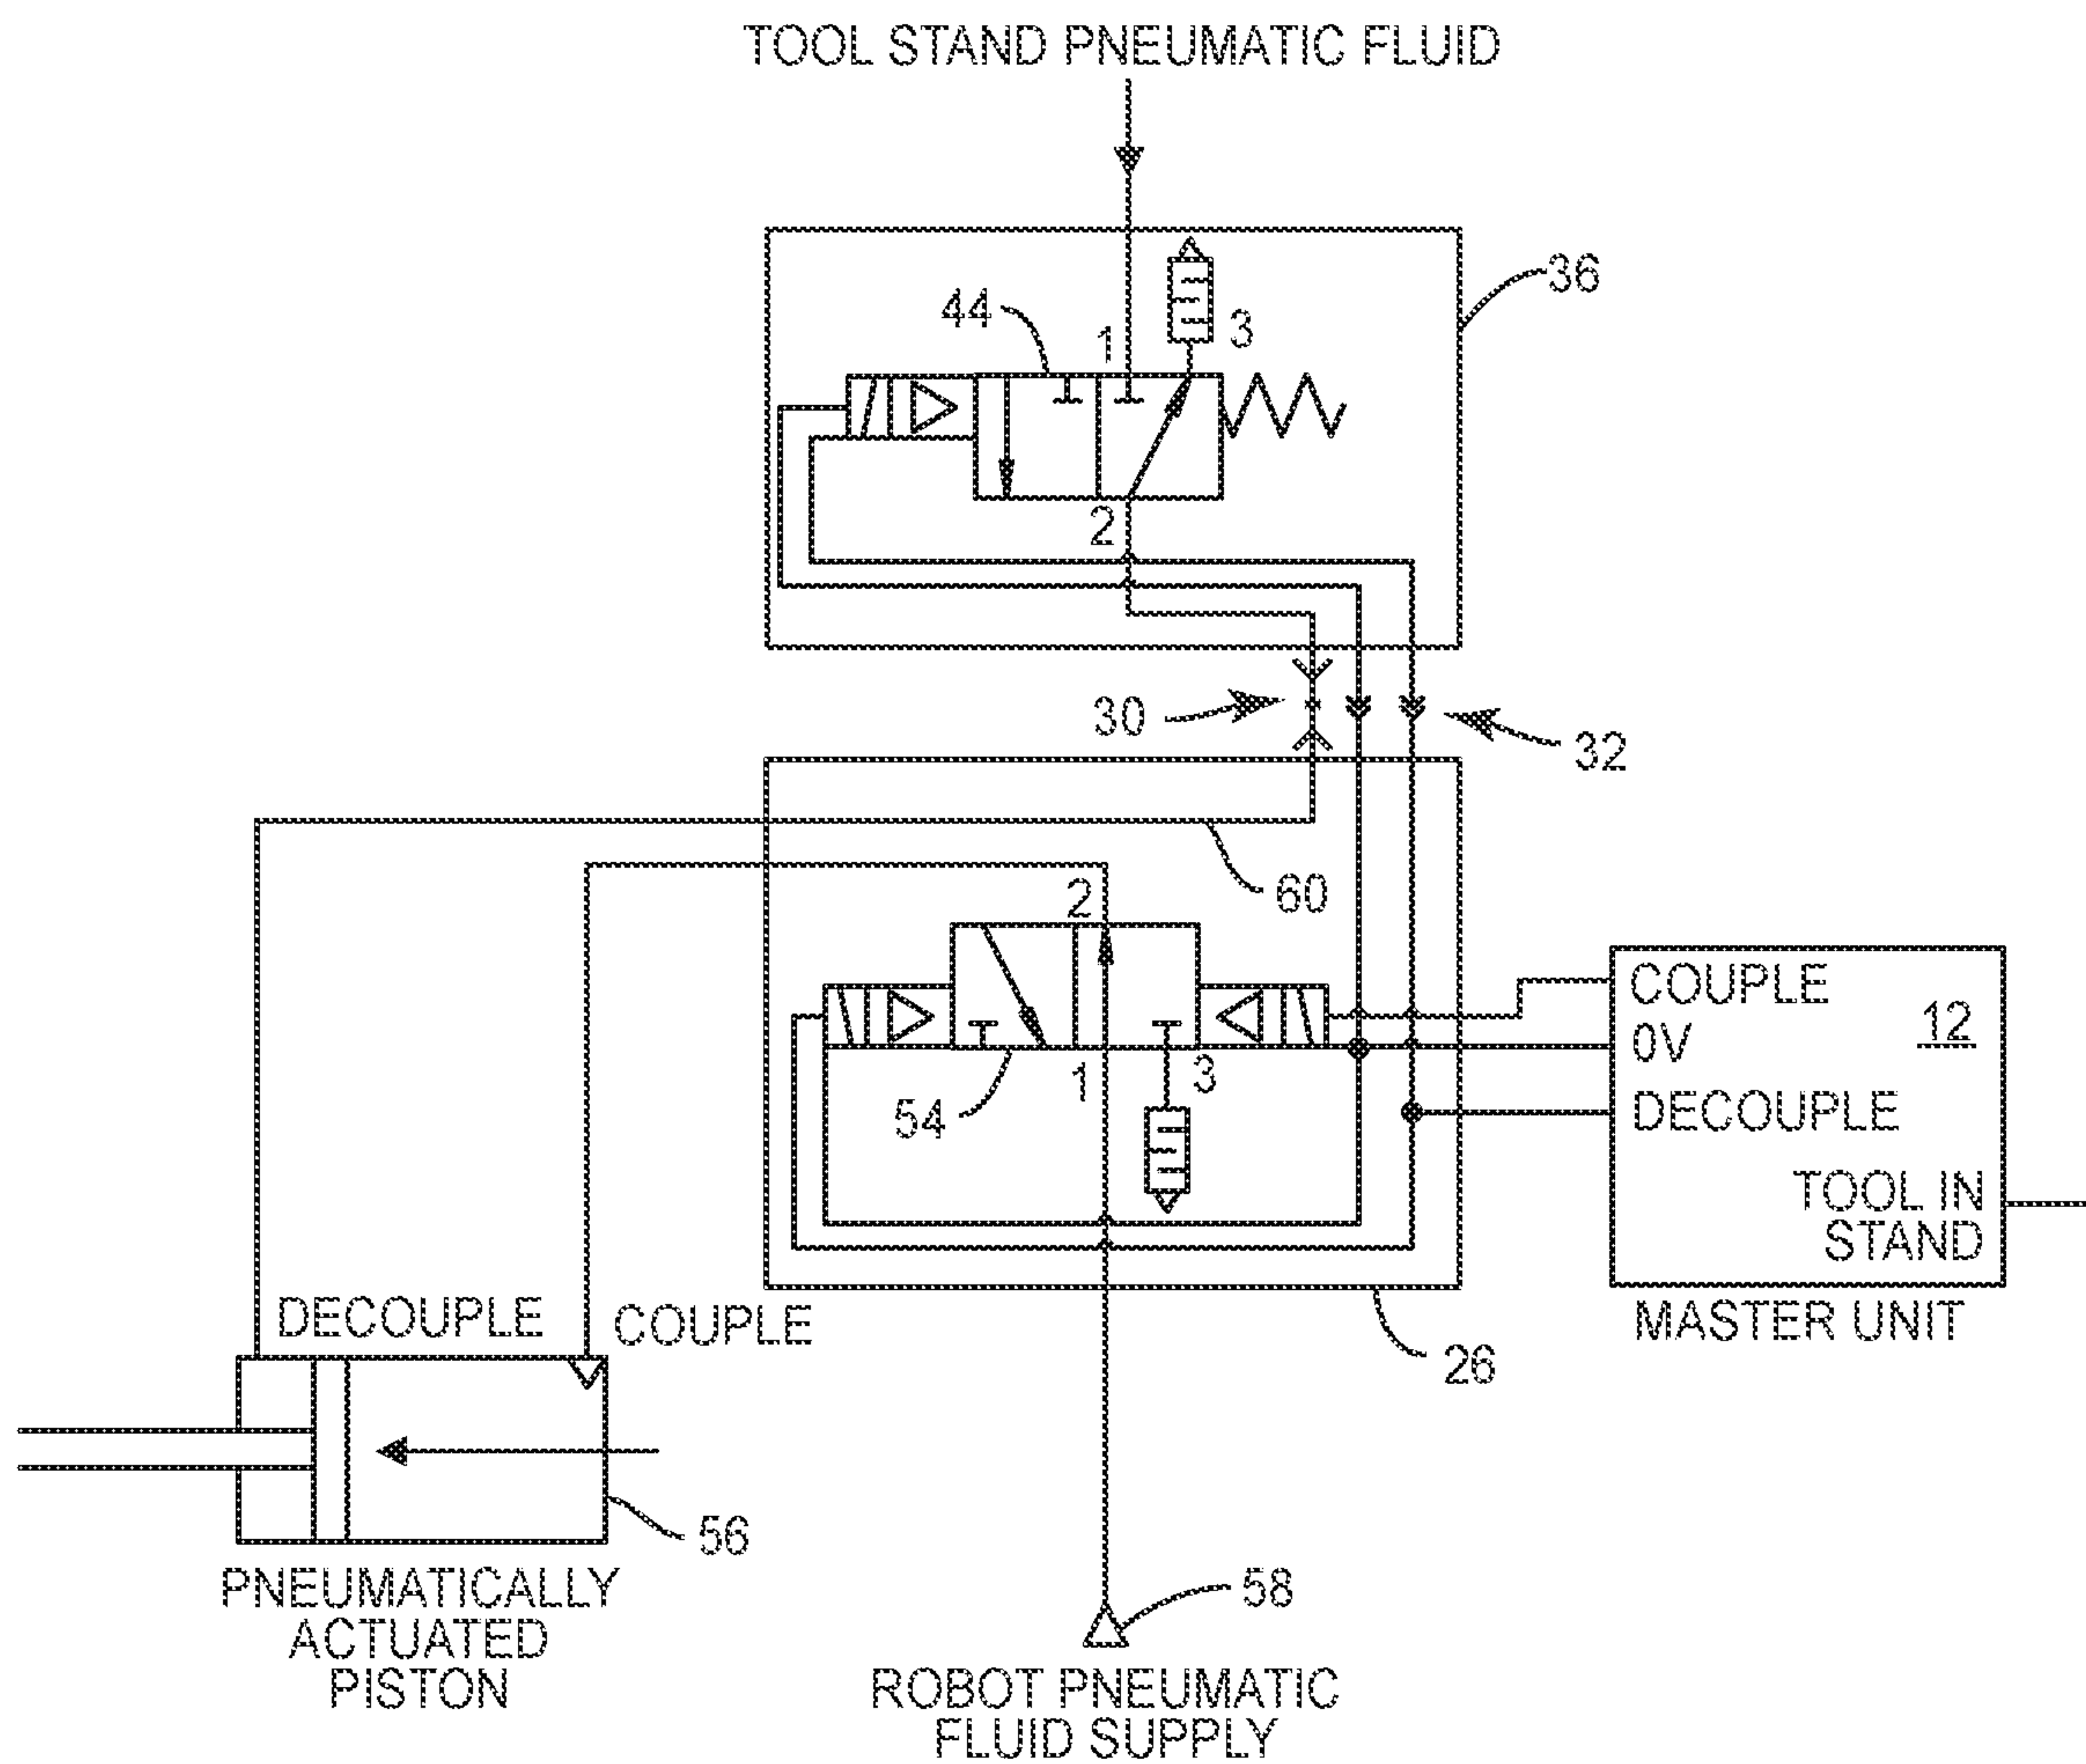 TOOL STAND PNEUMATIC FLUID
36
44
1
3
2
30
32
60
2
COUPLE
12
0V
1
3
DECOUPLE
54
TOOL IN
STAND
DECOUPLE
COUPLE
MASTER UNIT
26
56
PNEUMATICALLY
ACTUATED
PISTON
58
ROBOT PNEUMATIC
FLUID SUPPLY